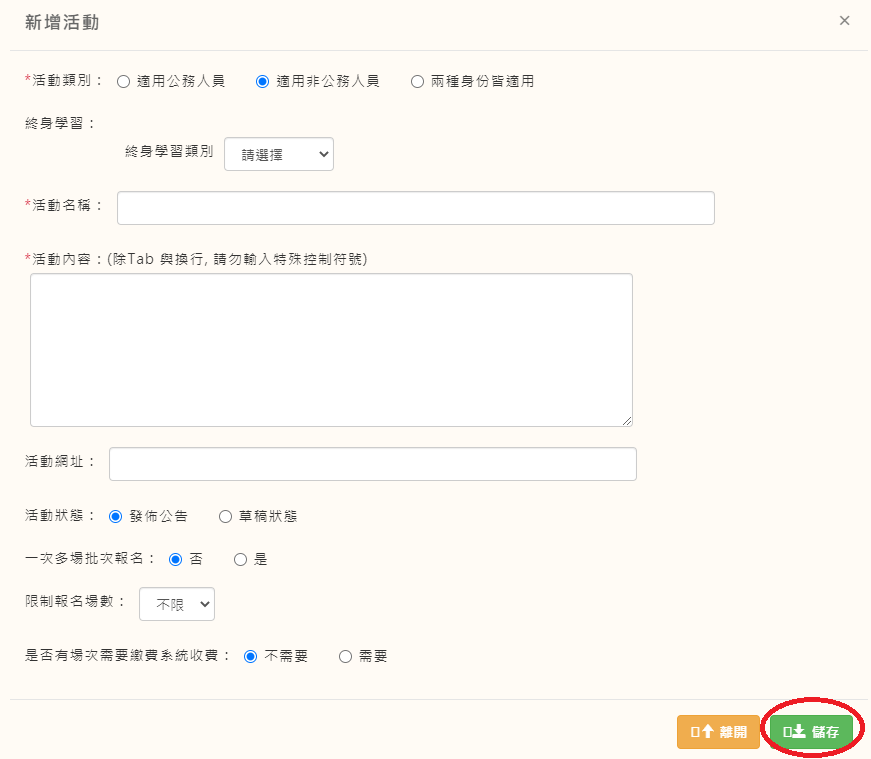 新增活動 ×
*活動類別： 適用公務人員 適用非公務人員 兩種身份皆適用
終身學習：
終身學習類別 請選擇
*活動名稱：
*活動內容：(除Tab 與換行, 請勿輸入特殊控制符號)
活動網址：
活動狀態： 發佈公告 草稿狀態
一次多場批次報名： 否 是
限制報名場數： 不限
是否有場次需要繳費系統收費： 不需要 需要
離開 儲存